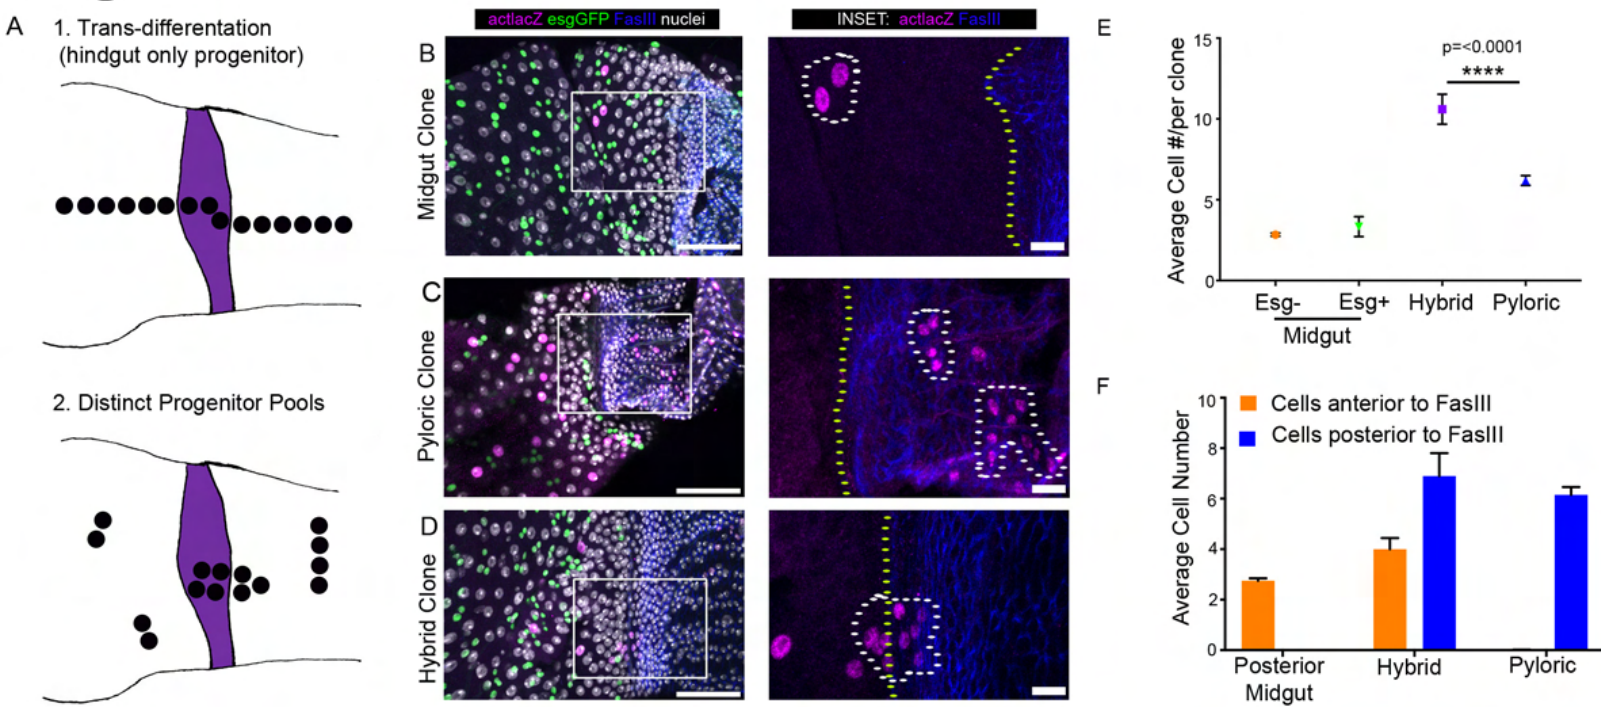 A
1. Trans-differentation
(hindgut only progenitor)
2. Distinct Progenitor Pools
actlacZ esgGFP FasIII nuclei
INSET: actlacZ FasIII
B
Midgut Clone
C
Pyloric Clone
D
Hybrid Clone
E
Average Cell #/per clone
15
10
5
0
p=<0.0001
****
Esg- Esg+ Hybrid Pyloric
Midgut
F
Average Cell Number
10
8
6
4
2
0
Cells anterior to FasIII
Cells posterior to FasIII
Posterior Hybrid Pyloric
Midgut